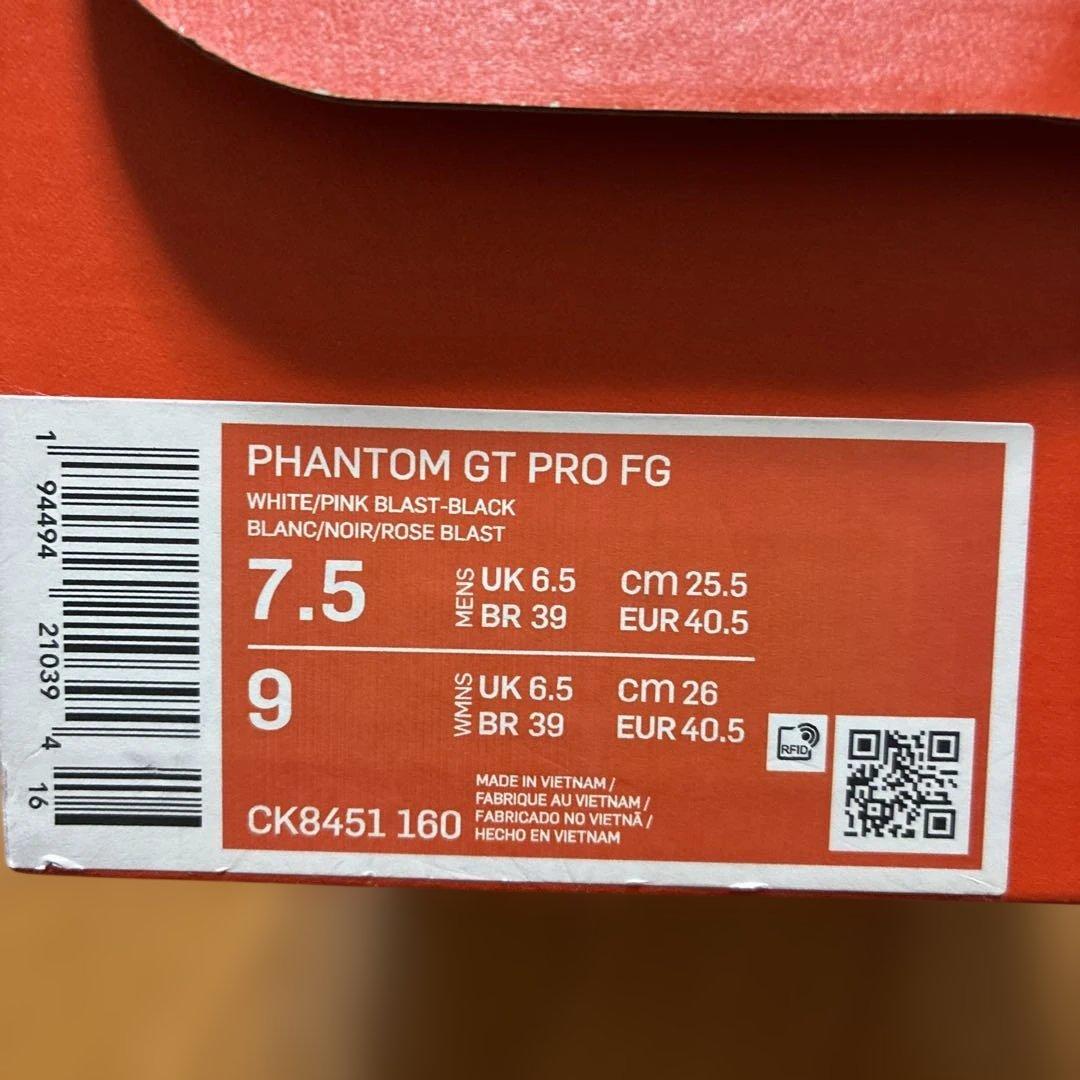 PHANTOM GT PRO FG
WHITE/PINK BLAST-BLACK
BLANC/NOIR/ROSE BLAST
7.5 MENS UK 6.5 cm 25.5
BR 39 EUR 40.5
9 WMNS UK 6.5 cm 26
BR 39 EUR 40.5
RFID
CK8451 160
MADE IN VIETNAM /
FABRIQUE AU VIETNAM /
FABRICADO NO VIETNÃ /
HECHO EN VIETNAM
1 94494 21039 4 16